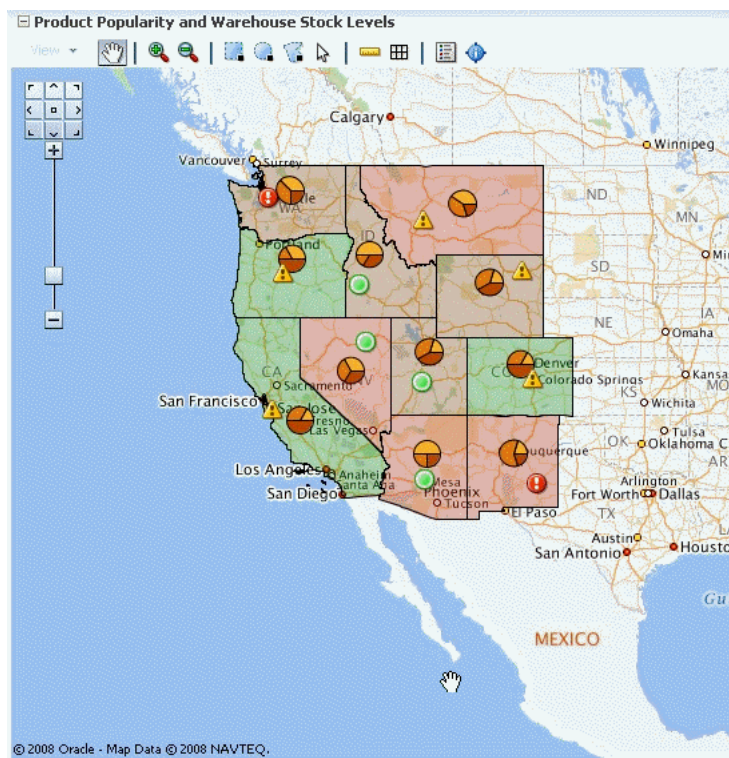 Product Popularity and Warehouse Stock Levels
View
Calgary
Winnipeg
Vancouver
Surrey
WA
ND
MN
Portland
ID
SD
NE
IA
Omaha
Denver
CO
Colorado Springs
Kansas
MO
KS
Wichita
CA
Sacramento
San Francisco
San Jose
Fresno
Las Vegas
Tulsa
OK
Oklahoma C
AR
Los Angeles
Anaheim
Santa Ana
San Diego
Mesa
Phoenix
Tucson
uquerque
El Paso
Arlington
Fort Worth
Dallas
TX
Austin
San Antonio
Houston
Gu
MEXICO
© 2008 Oracle - Map Data © 2008 NAVTEQ.